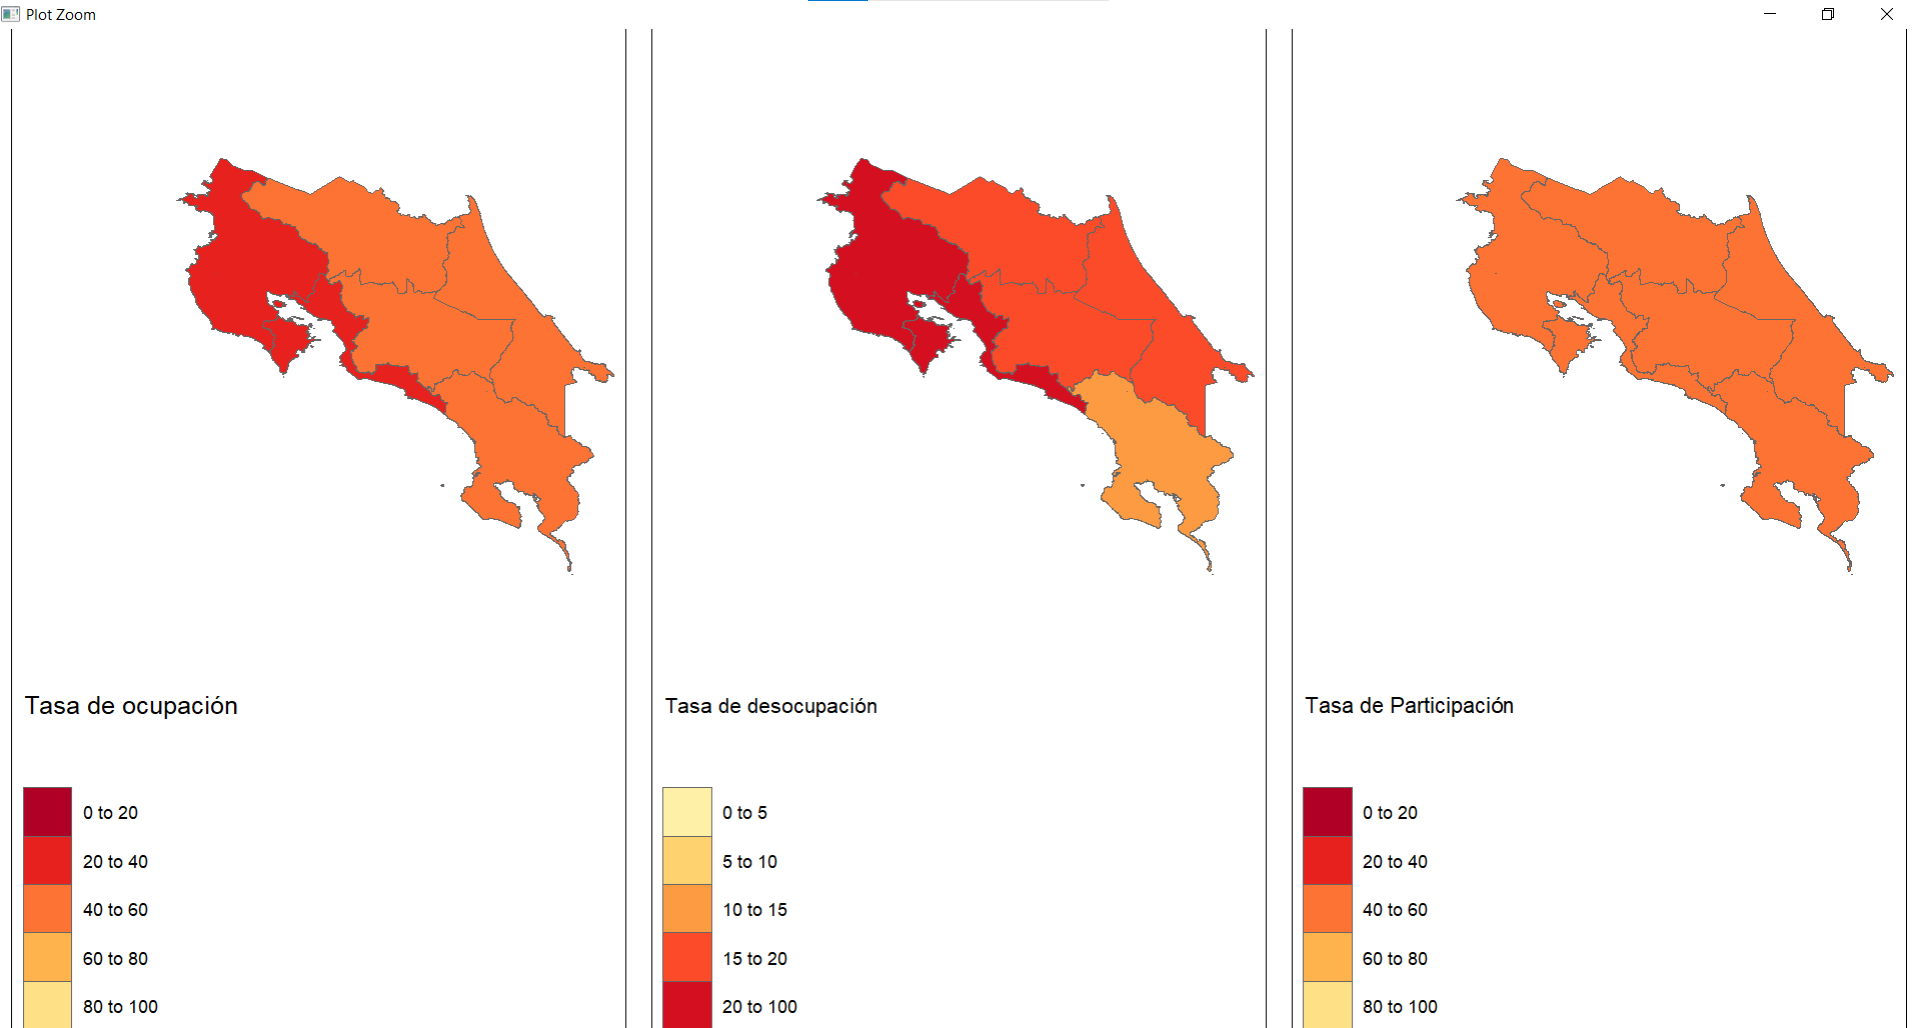 Plot Zoom
Tasa de ocupación
0 to 20
20 to 40
40 to 60
60 to 80
80 to 100
Tasa de desocupación
0 to 5
5 to 10
10 to 15
15 to 20
20 to 100
Tasa de Participación
0 to 20
20 to 40
40 to 60
60 to 80
80 to 100